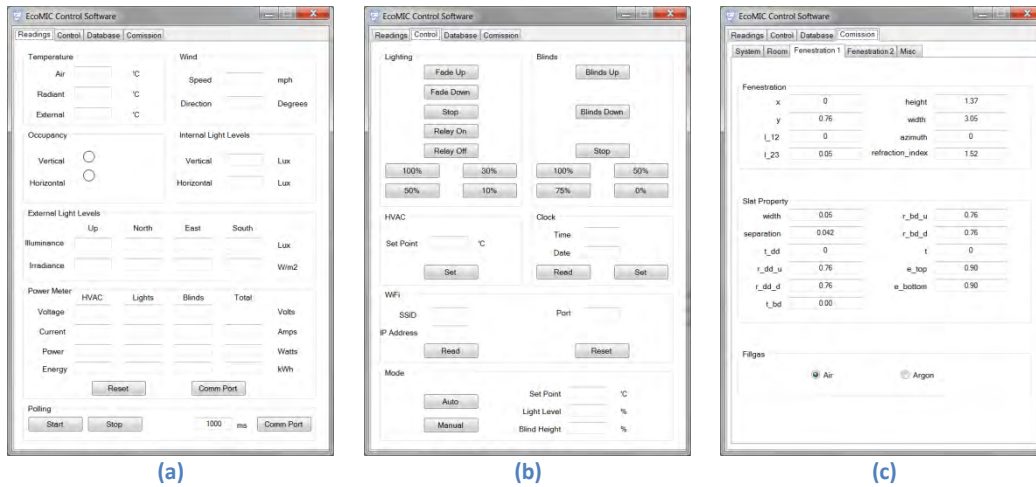 EcoMIC Control Software
Readings Control Database Comission
Temperature
Air °C
Radiant °C
External °C
Wind
Speed mph
Direction Degrees
Occupancy
Vertical
Horizontal
Internal Light Levels
Vertical Lux
Horizontal Lux
External Light Levels
Up North East South
Illuminance Lux
Irradiance W/m2
Power Meter
HVAC Lights Blinds Total
Voltage Volts
Current Amps
Power Watts
Energy kWh
Reset Comm Port
Polling
Start Stop 1000 ms Comm Port
(a)
EcoMIC Control Software
Readings Control Database Comission
Lighting
Fade Up
Fade Down
Stop
Relay On
Relay Off
100% 30%
50% 10%
Blinds
Blinds Up
Blinds Down
Stop
100% 50%
75% 0%
HVAC
Set Point °C
Set
Clock
Time
Date
Read Set
WiFi
SSID Port
IP Address
Read Reset
Mode
Auto
Manual
Set Point °C
Light Level %
Blind Height %
(b)
EcoMIC Control Software
Readings Control Database Comission
System Room Fenestration 1 Fenestration 2 Misc
Fenestration
x 0 height 1.37
y 0.76 width 3.05
l_12 0 azimuth 0
l_23 0.05 refraction_index 1.52
Slat Property
width 0.05 r_bd_u 0.76
separation 0.042 r_bd_d 0.76
t_dd 0 t 0
r_dd_u 0.76 e_top 0.90
r_dd_d 0.76 e_bottom 0.90
t_bd 0.00
Fillgas
Air Argon
(c)